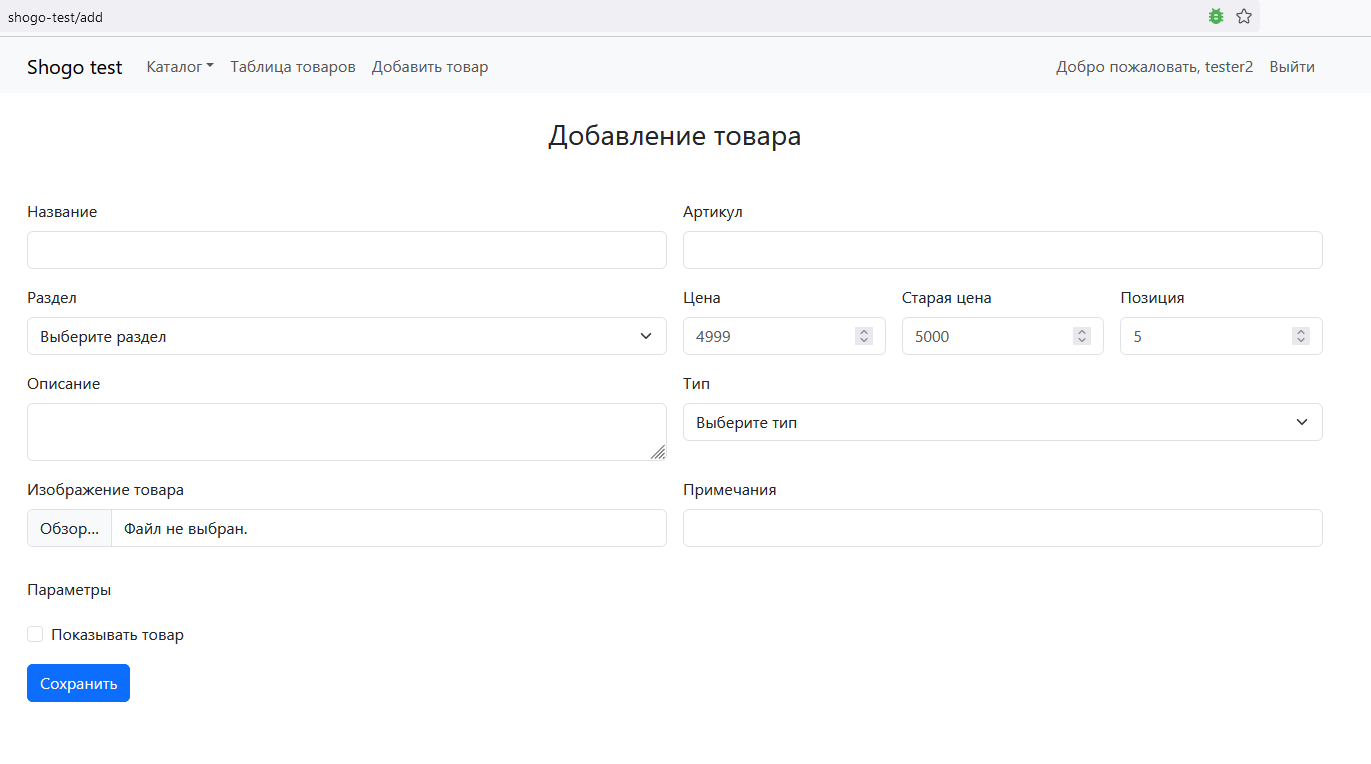 shogo-test/add
Shogo test Каталог Таблица товаров Добавить товар Добро пожаловать, tester2 Выйти
Добавление товара
Название Артикул
Раздел Цена Старая цена Позиция
Выберите раздел 4999 5000 5
Описание Тип
Выберите тип
Изображение товара Примечания
Обзор... Файл не выбран.
Параметры
Показывать товар
Сохранить